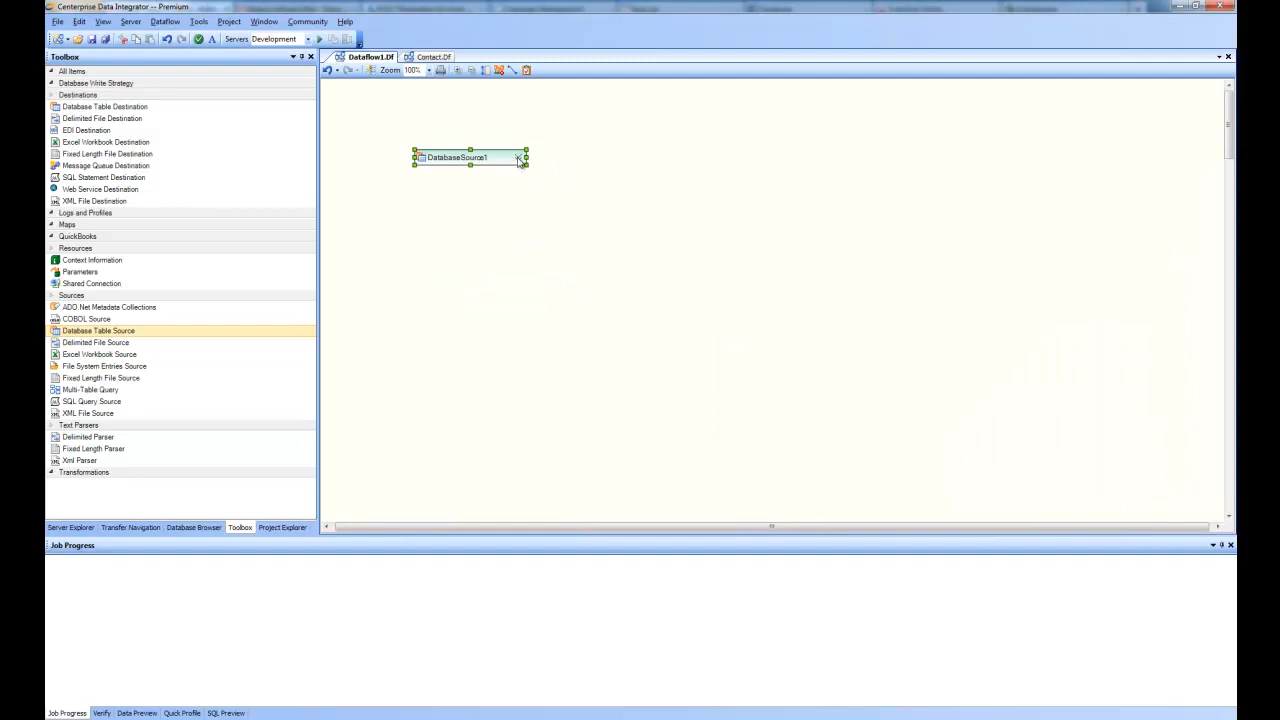 Centerprise Data Integrator -- Premium
File Edit View Server Dataflow Tools Project Window Community Help
Servers Development
Toolbox
All Items
Database Write Strategy
Destinations
Database Table Destination
Delimited File Destination
EDI Destination
Excel Workbook Destination
Fixed Length File Destination
Message Queue Destination
SQL Statement Destination
Web Service Destination
XML File Destination
Logs and Profiles
Maps
QuickBooks
Resources
Context Information
Parameters
Shared Connection
Sources
ADO.Net Metadata Collections
COBOL Source
Database Table Source
Delimited File Source
Excel Workbook Source
File System Entries Source
Fixed Length File Source
Multi-Table Query
SQL Query Source
XML File Source
Text Parsers
Delimited Parser
Fixed Length Parser
Xml Parser
Transformations
Server Explorer Transfer Navigation Database Browser Toolbox Project Explorer
Dataflow1.Df Contact.Df
Zoom 100%
DatabaseSource1
Job Progress
Job Progress Verify Data Preview Quick Profile SQL Preview